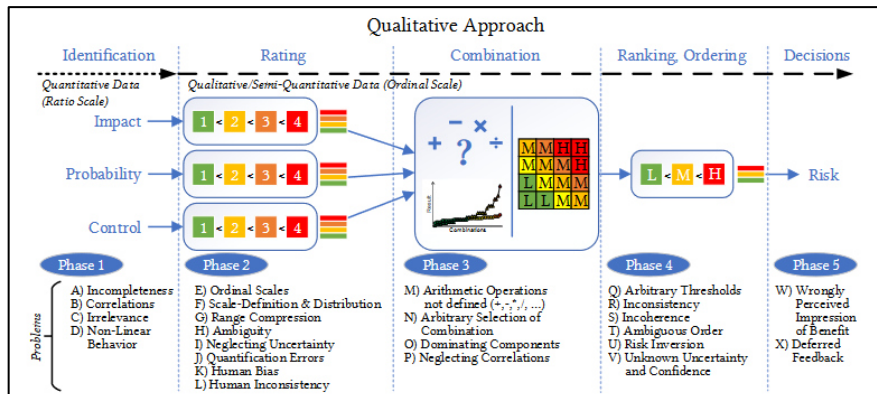 Qualitative Approach
Identification
Rating
Combination
Ranking, Ordering
Decisions
Quantitative Data
(Ratio Scale)
Qualitative/Semi-Quantitative Data (Ordinal Scale)
Impact
1 < 2 < 3 < 4
Probability
1 < 2 < 3 < 4
Control
1 < 2 < 3 < 4
+ − × ÷
?
Result
Combinations
M M H H
M M M H
L M M M
L L M M
L < M < H
Risk
Phase 1
Phase 2
Phase 3
Phase 4
Phase 5
Problems
A) Incompleteness
B) Correlations
C) Irrelevance
D) Non-Linear
Behavior
E) Ordinal Scales
F) Scale-Definition & Distribution
G) Range Compression
H) Ambiguity
I) Neglecting Uncertainty
J) Quantification Errors
K) Human Bias
L) Human Inconsistency
M) Arithmetic Operations
not defined (+,-,*,/, ...)
N) Arbitrary Selection of
Combination
O) Dominating Components
P) Neglecting Correlations
Q) Arbitrary Thresholds
R) Inconsistency
S) Incoherence
T) Ambiguous Order
U) Risk Inversion
V) Unknown Uncertainty
and Confidence
W) Wrongly
Perceived
Impression
of Benefit
X) Deferred
Feedback